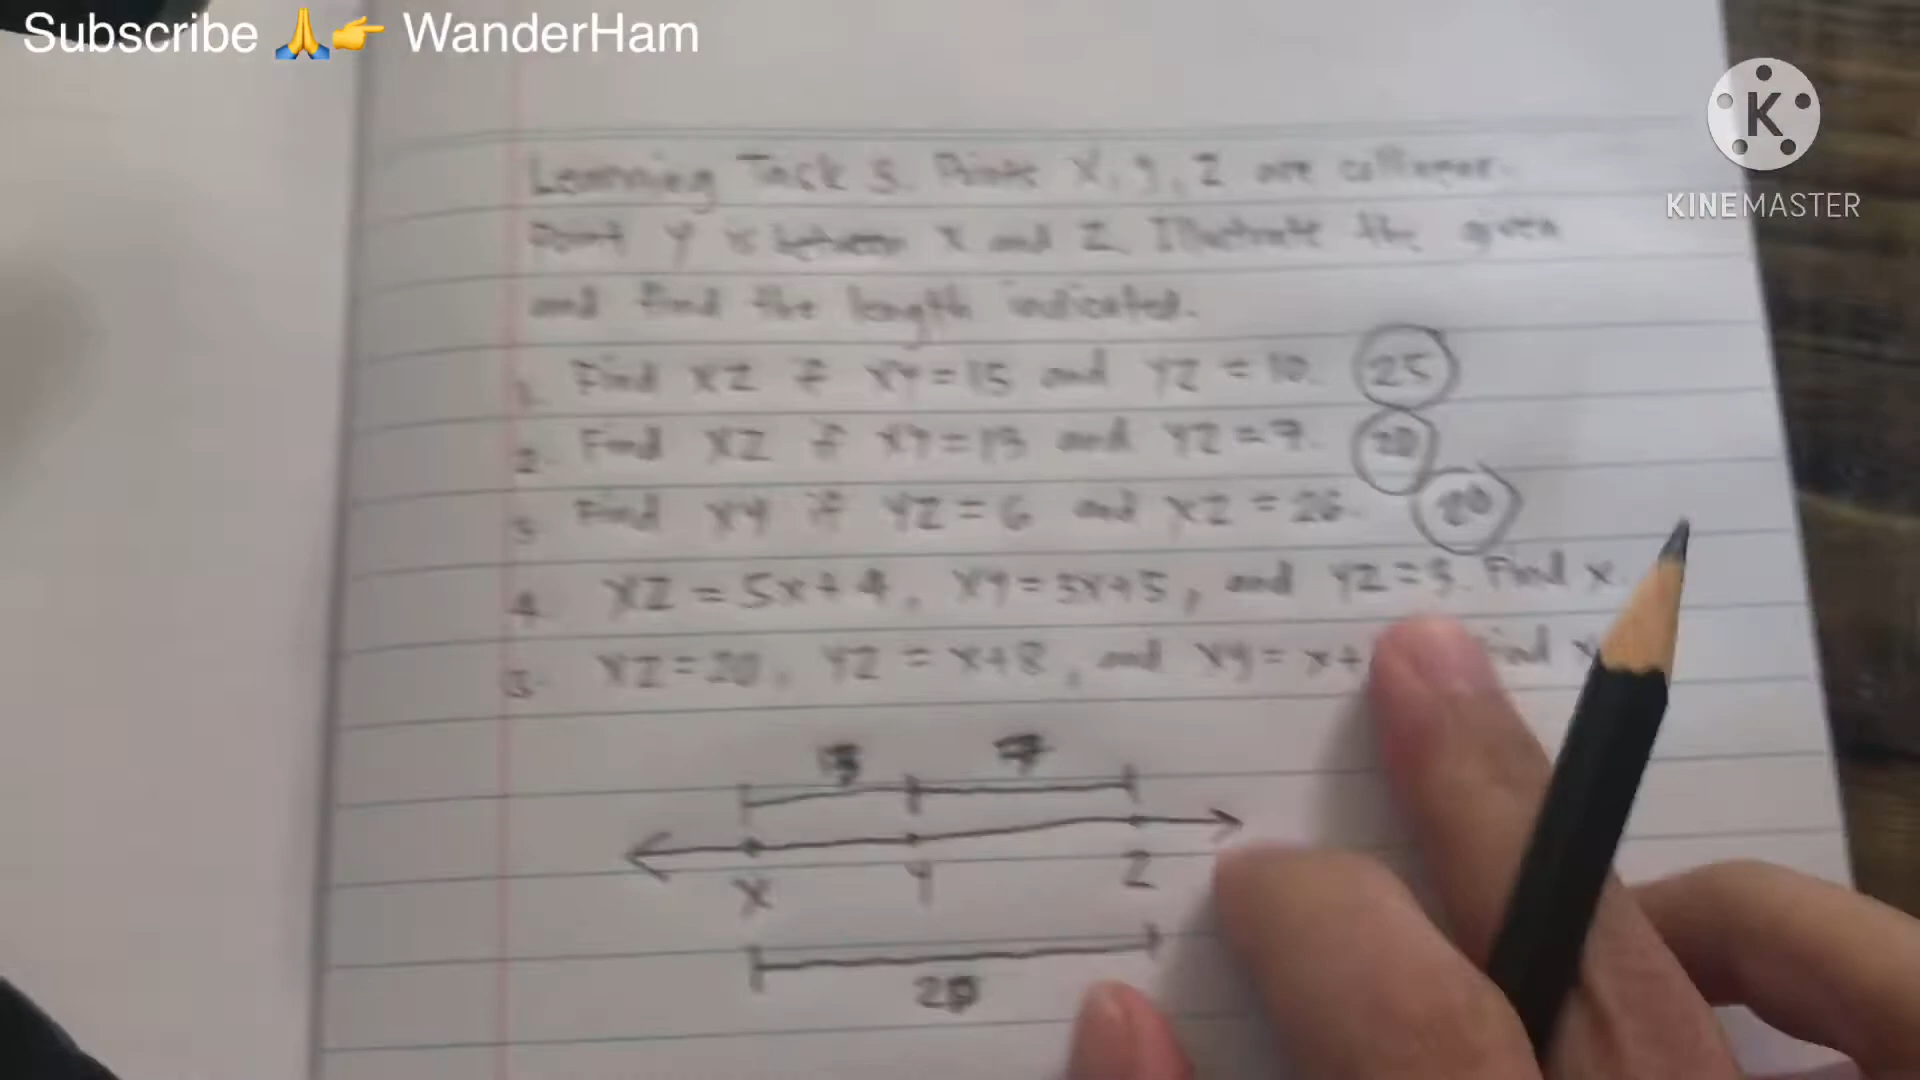 Subscribe 🙏👉 WanderHam
K
KINEMASTER
Learning Task 3. Points X, Y, Z are collinear.
Point Y is between X and Z. Illustrate the given
and find the length indicated.
1. Find XZ if XY = 15 and YZ = 10. 25
2. Find XZ if XY = 13 and YZ = 7. 20
3. Find XY if YZ = 6 and XZ = 26. 20
4. XZ = 5x + 4, XY = 3x + 5, and YZ = 3. Find x.
5. XZ = 20, YZ = x + 8, and XY = x + find x
13 7
X Y Z
20